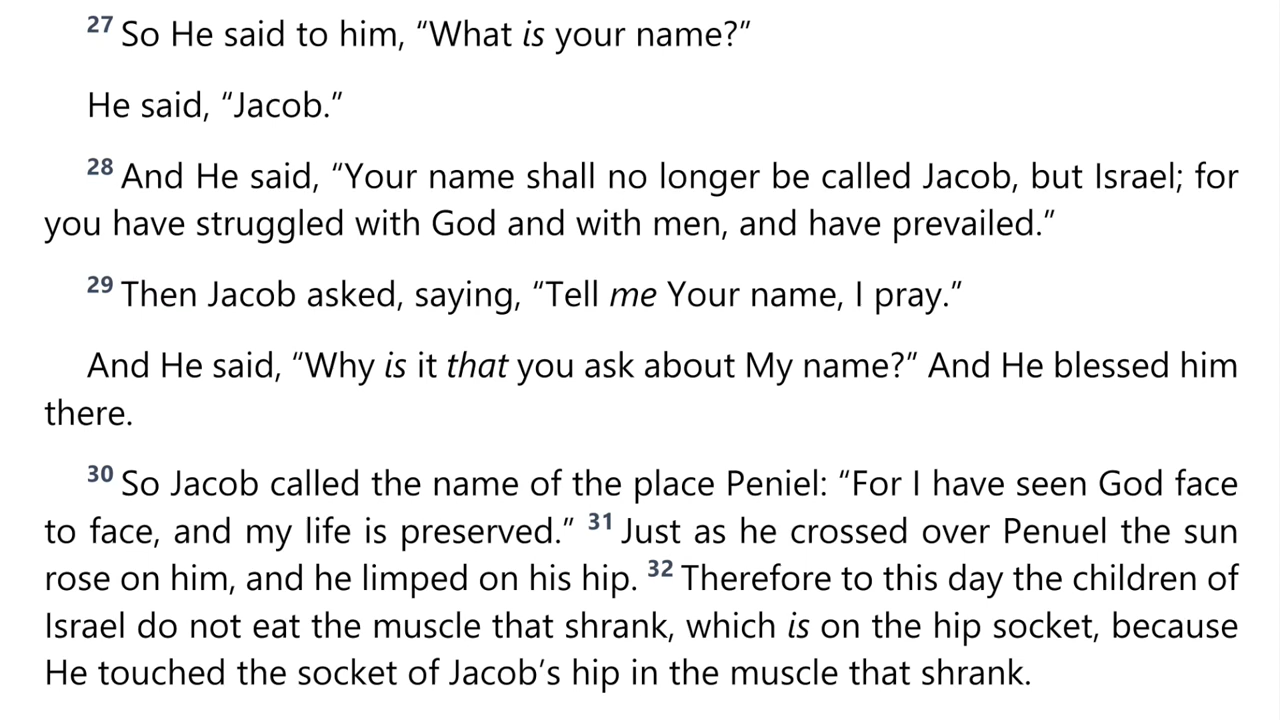 27 So He said to him, “What is your name?”
He said, “Jacob.”
28 And He said, “Your name shall no longer be called Jacob, but Israel; for
you have struggled with God and with men, and have prevailed.”
29 Then Jacob asked, saying, “Tell me Your name, I pray.”
And He said, “Why is it that you ask about My name?” And He blessed him
there.
30 So Jacob called the name of the place Peniel: “For I have seen God face
to face, and my life is preserved.” 31 Just as he crossed over Penuel the sun
rose on him, and he limped on his hip. 32 Therefore to this day the children of
Israel do not eat the muscle that shrank, which is on the hip socket, because
He touched the socket of Jacob’s hip in the muscle that shrank.